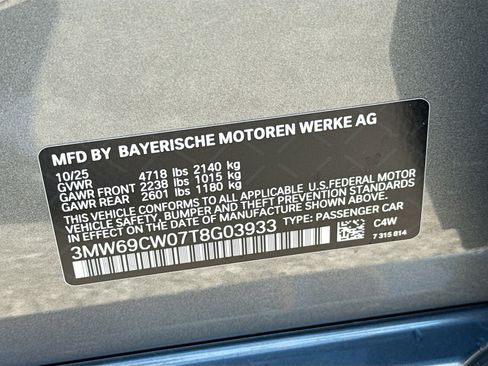 MFD BY BAYERISCHE MOTOREN WERKE AG
10/25
GVWR 4718 lbs 2140 kg
GAWR FRONT 2238 lbs 1015 kg
GAWR REAR 2601 lbs 1180 kg
THIS VEHICLE CONFORMS TO ALL APPLICABLE U.S.FEDERAL MOTOR
VEHICLE SAFETY, BUMPER AND THEFT PREVENTION STANDARDS
IN EFFECT ON THE DATE OF MANUFACTURE SHOWN ABOVE.
3MW69CW07T8G03933 TYPE: PASSENGER CAR
C4W
7 315 814